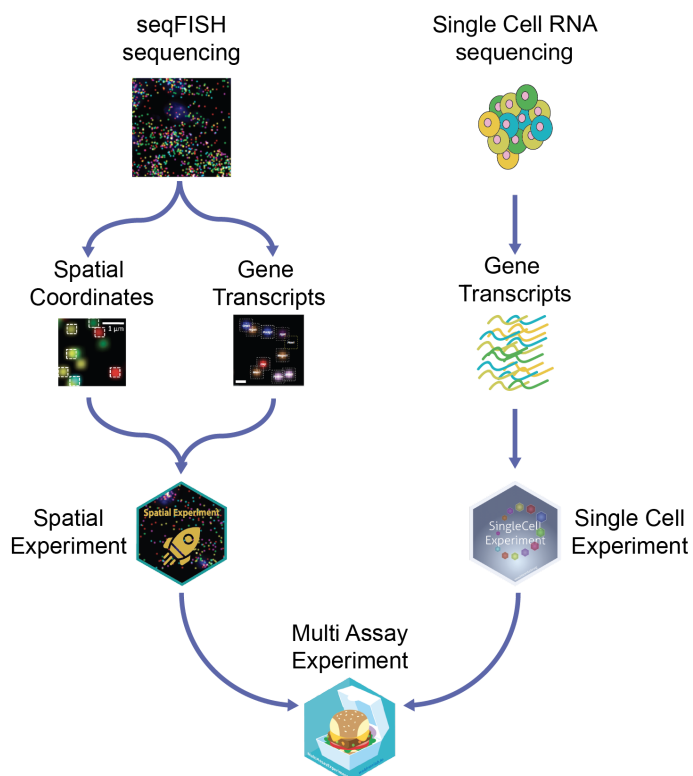 seqFISH
sequencing
Single Cell RNA
sequencing
Spatial
Coordinates
Gene
Transcripts
Gene
Transcripts
1 μm
Spatial
Experiment
Spatial Experiment
SingleCell
Experiment
Single Cell
Experiment
Multi Assay
Experiment